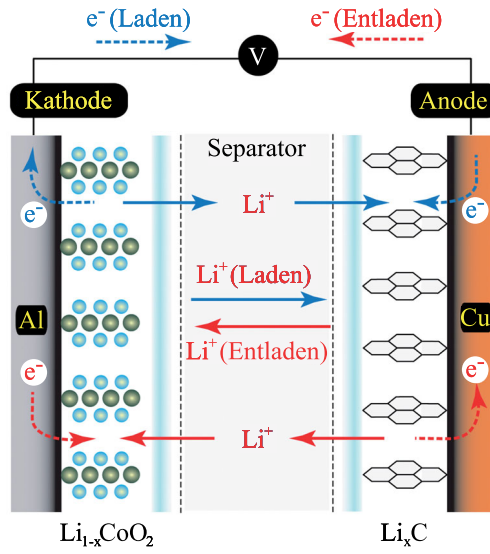 e⁻(Laden)
e⁻(Entladen)
V
Kathode
Anode
Separator
e⁻
Li⁺
e⁻
Li⁺(Laden)
Al
Cu
Li⁺(Entladen)
e⁻
e⁻
Li⁺
Li₁₋ₓCoO₂
LiₓC